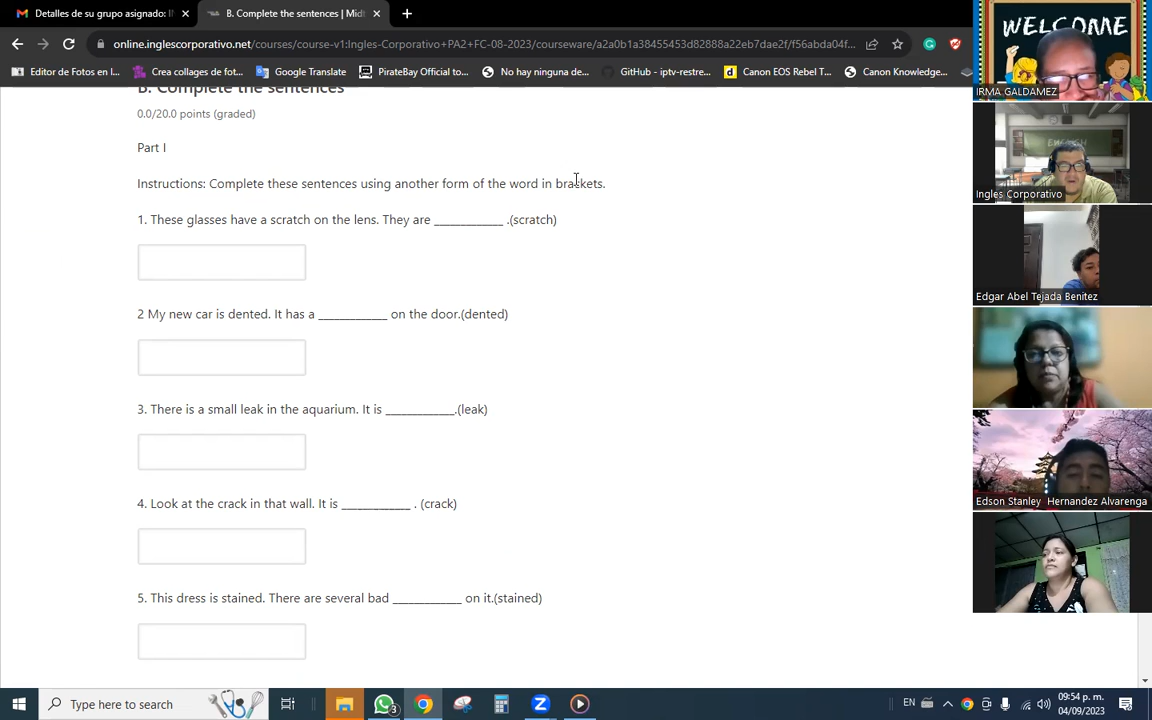 Detalles de su grupo asignado: I
B. Complete the sentences | Midt
online.inglescorporativo.net/courses/course-v1:Ingles-Corporativo+PA2+FC-08-2023/courseware/a2a0b1a38455453d82888a22eb7dae2f/f56abda04f...
Editor de Fotos en l...
Crea collages de fot...
Google Translate
PirateBay Official to...
No hay ninguna de...
GitHub - iptv-restre...
Canon EOS Rebel T...
Canon Knowledge...
B. Complete the sentences
0.0/20.0 points (graded)
Part I
Instructions: Complete these sentences using another form of the word in brackets.
1. These glasses have a scratch on the lens. They are ____________ .(scratch)
2 My new car is dented. It has a ____________ on the door.(dented)
3. There is a small leak in the aquarium. It is ____________.(leak)
4. Look at the crack in that wall. It is ____________ . (crack)
5. This dress is stained. There are several bad ____________ on it.(stained)
WELCOME
IRMA GALDAMEZ
Ingles Corporativo
Edgar Abel Tejada Benitez
Edson Stanley Hernandez Alvarenga
Type here to search
3
EN
09:54 p. m.
04/09/2023